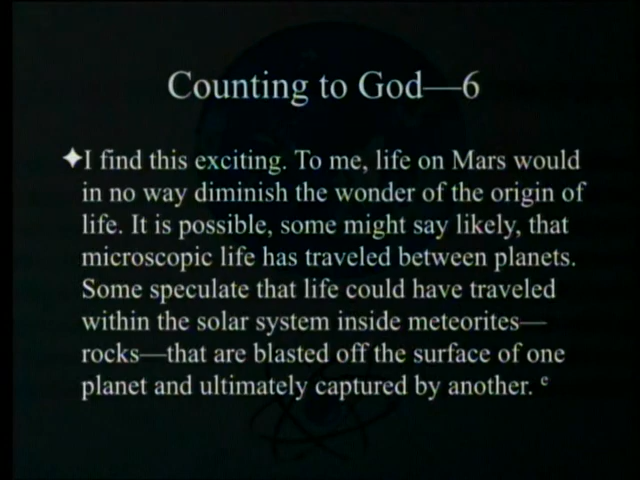 Counting to God—6
✦I find this exciting. To me, life on Mars would
in no way diminish the wonder of the origin of
life. It is possible, some might say likely, that
microscopic life has traveled between planets.
Some speculate that life could have traveled
within the solar system inside meteorites—
rocks—that are blasted off the surface of one
planet and ultimately captured by another. e